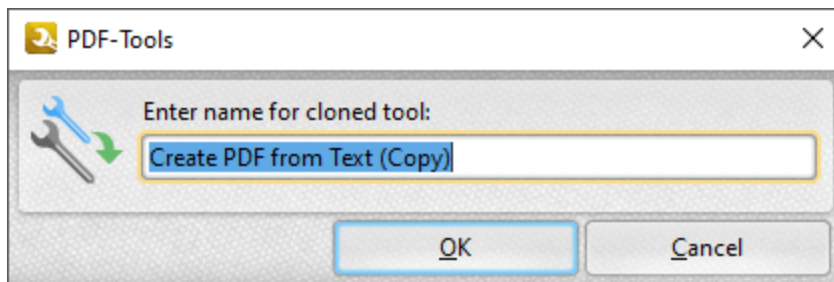 PDF-Tools
Enter name for cloned tool:
Create PDF from Text (Copy)
OK
Cancel